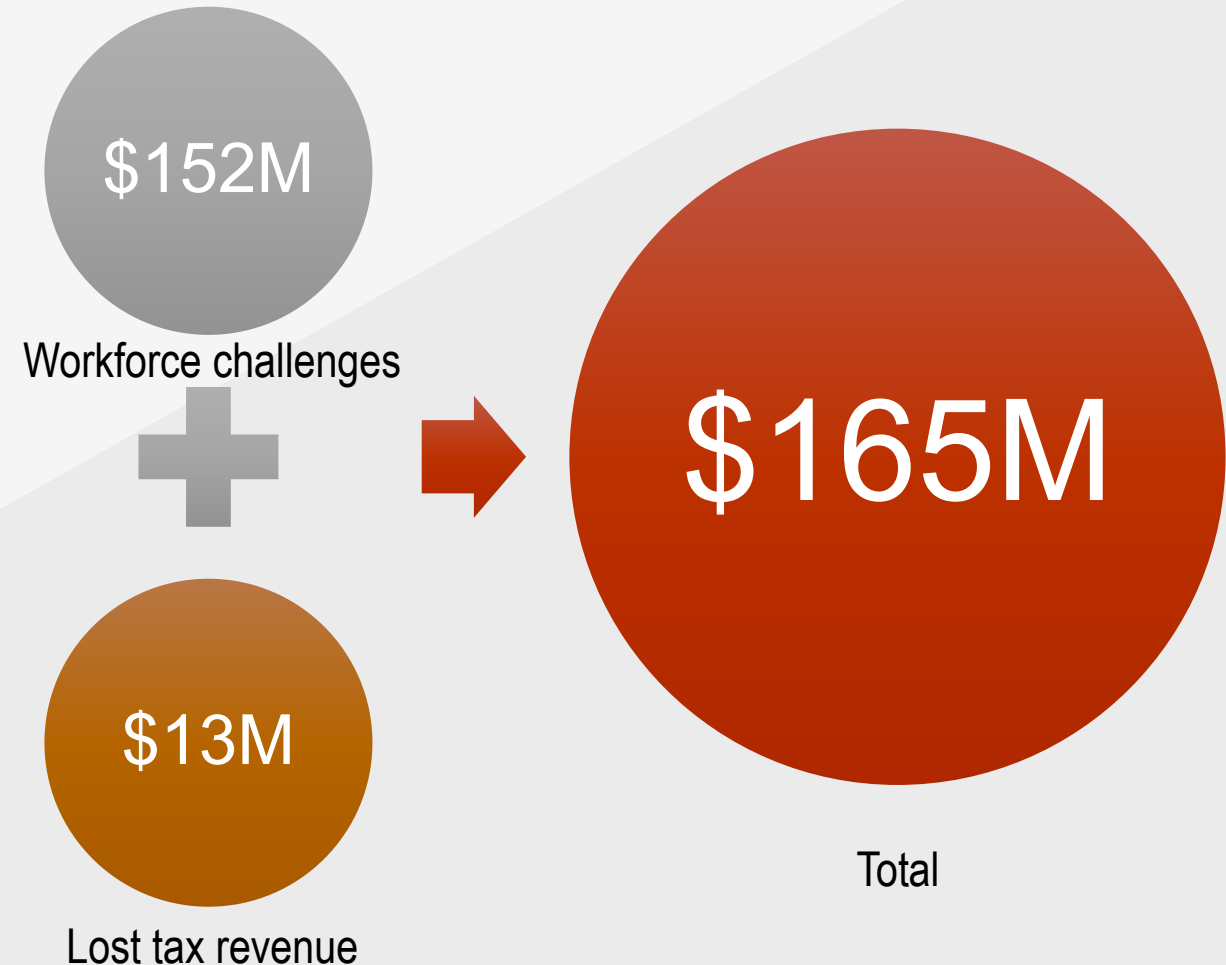 $152M
Workforce challenges
$13M
Lost tax revenue
$165M
Total